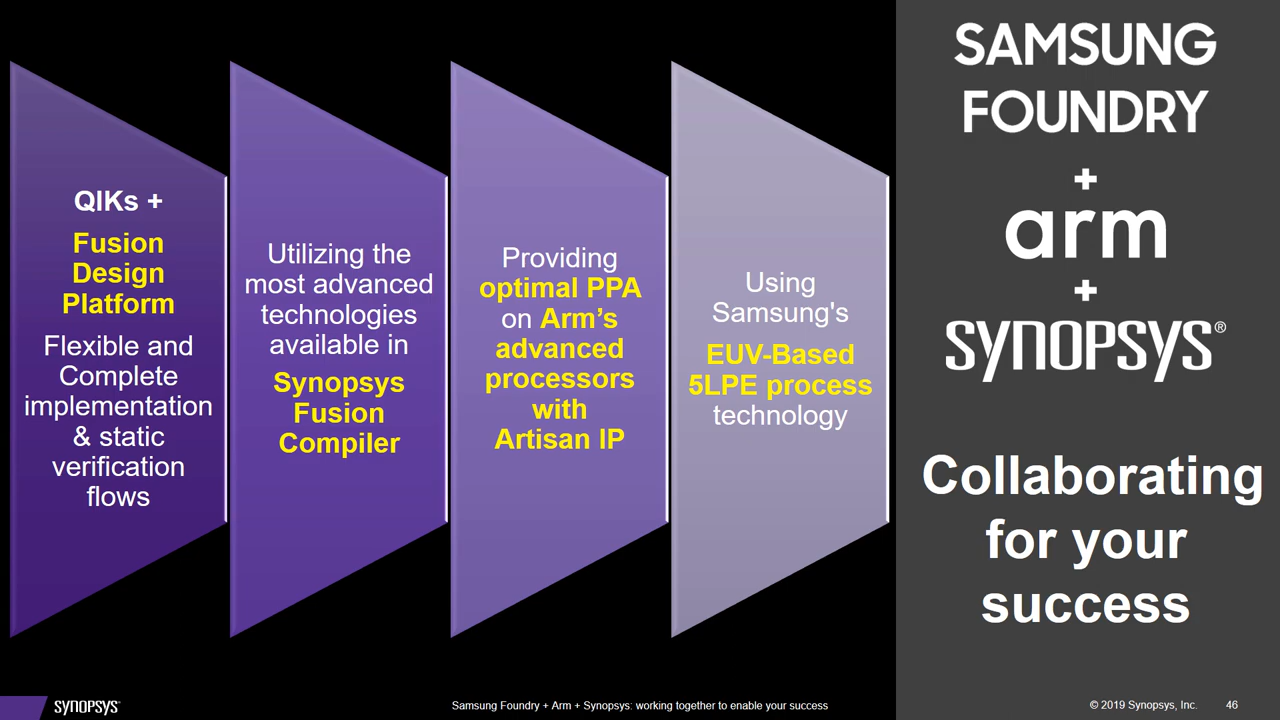 QIKs +
Fusion
Design
Platform
Flexible and
Complete
implementation
& static
verification
flows
Utilizing the
most advanced
technologies
available in
Synopsys
Fusion
Compiler
Providing
optimal PPA
on Arm’s
advanced
processors
with
Artisan IP
Using
Samsung's
EUV-Based
5LPE process
technology
SAMSUNG
FOUNDRY
+
arm
+
SYNOPSYS®
Collaborating
for your
success
SYNOPSYS®
Samsung Foundry + Arm + Synopsys: working together to enable your success
© 2019 Synopsys, Inc. 46